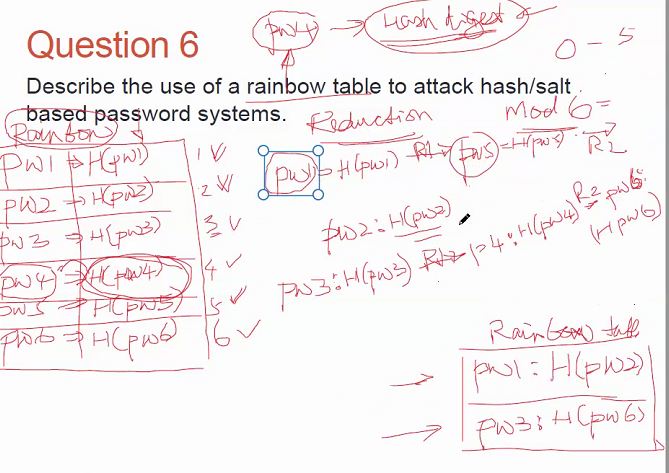 pw4 → Hash digest
0 - 5
Question 6
Describe the use of a rainbow table to attack hash/salt
based password systems.
Reduction
Mod 6 =
Rainbow
pw1 → H(pw1) 1 ✓
pw2 → H(pw2) 2 ✓
pw3 → H(pw3) 3 ✓
pw4 → H(pw4) 4 ✓
pw5 → H(pw5) 5 ✓
pw6 → H(pw6) 6 ✓
pw1 - H(pw1) R1 → pw5 - H(pw5) → R2
pw2 : H(pw2)
pw3 : H(pw3) R1 → p4 : H(pw4) R2 → pw6
(H pw6)
Rainbow
pw1 : H(pw2)
pw3 : H(pw6)